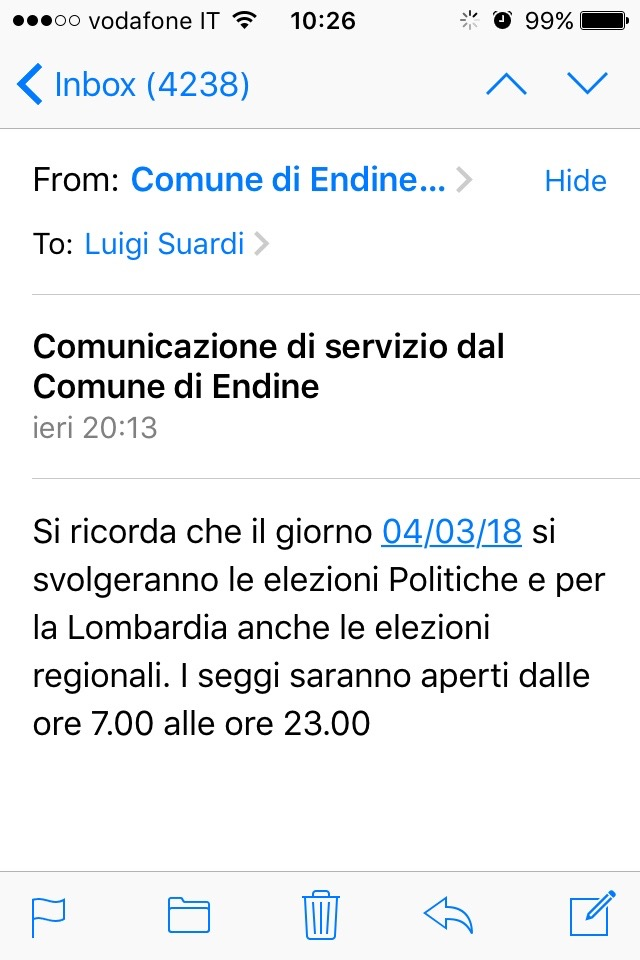 vodafone IT 10:26 99%
Inbox (4238)
From: Comune di Endine... Hide
To: Luigi Suardi
Comunicazione di servizio dal
Comune di Endine
ieri 20:13
Si ricorda che il giorno 04/03/18 si
svolgeranno le elezioni Politiche e per
la Lombardia anche le elezioni
regionali. I seggi saranno aperti dalle
ore 7.00 alle ore 23.00